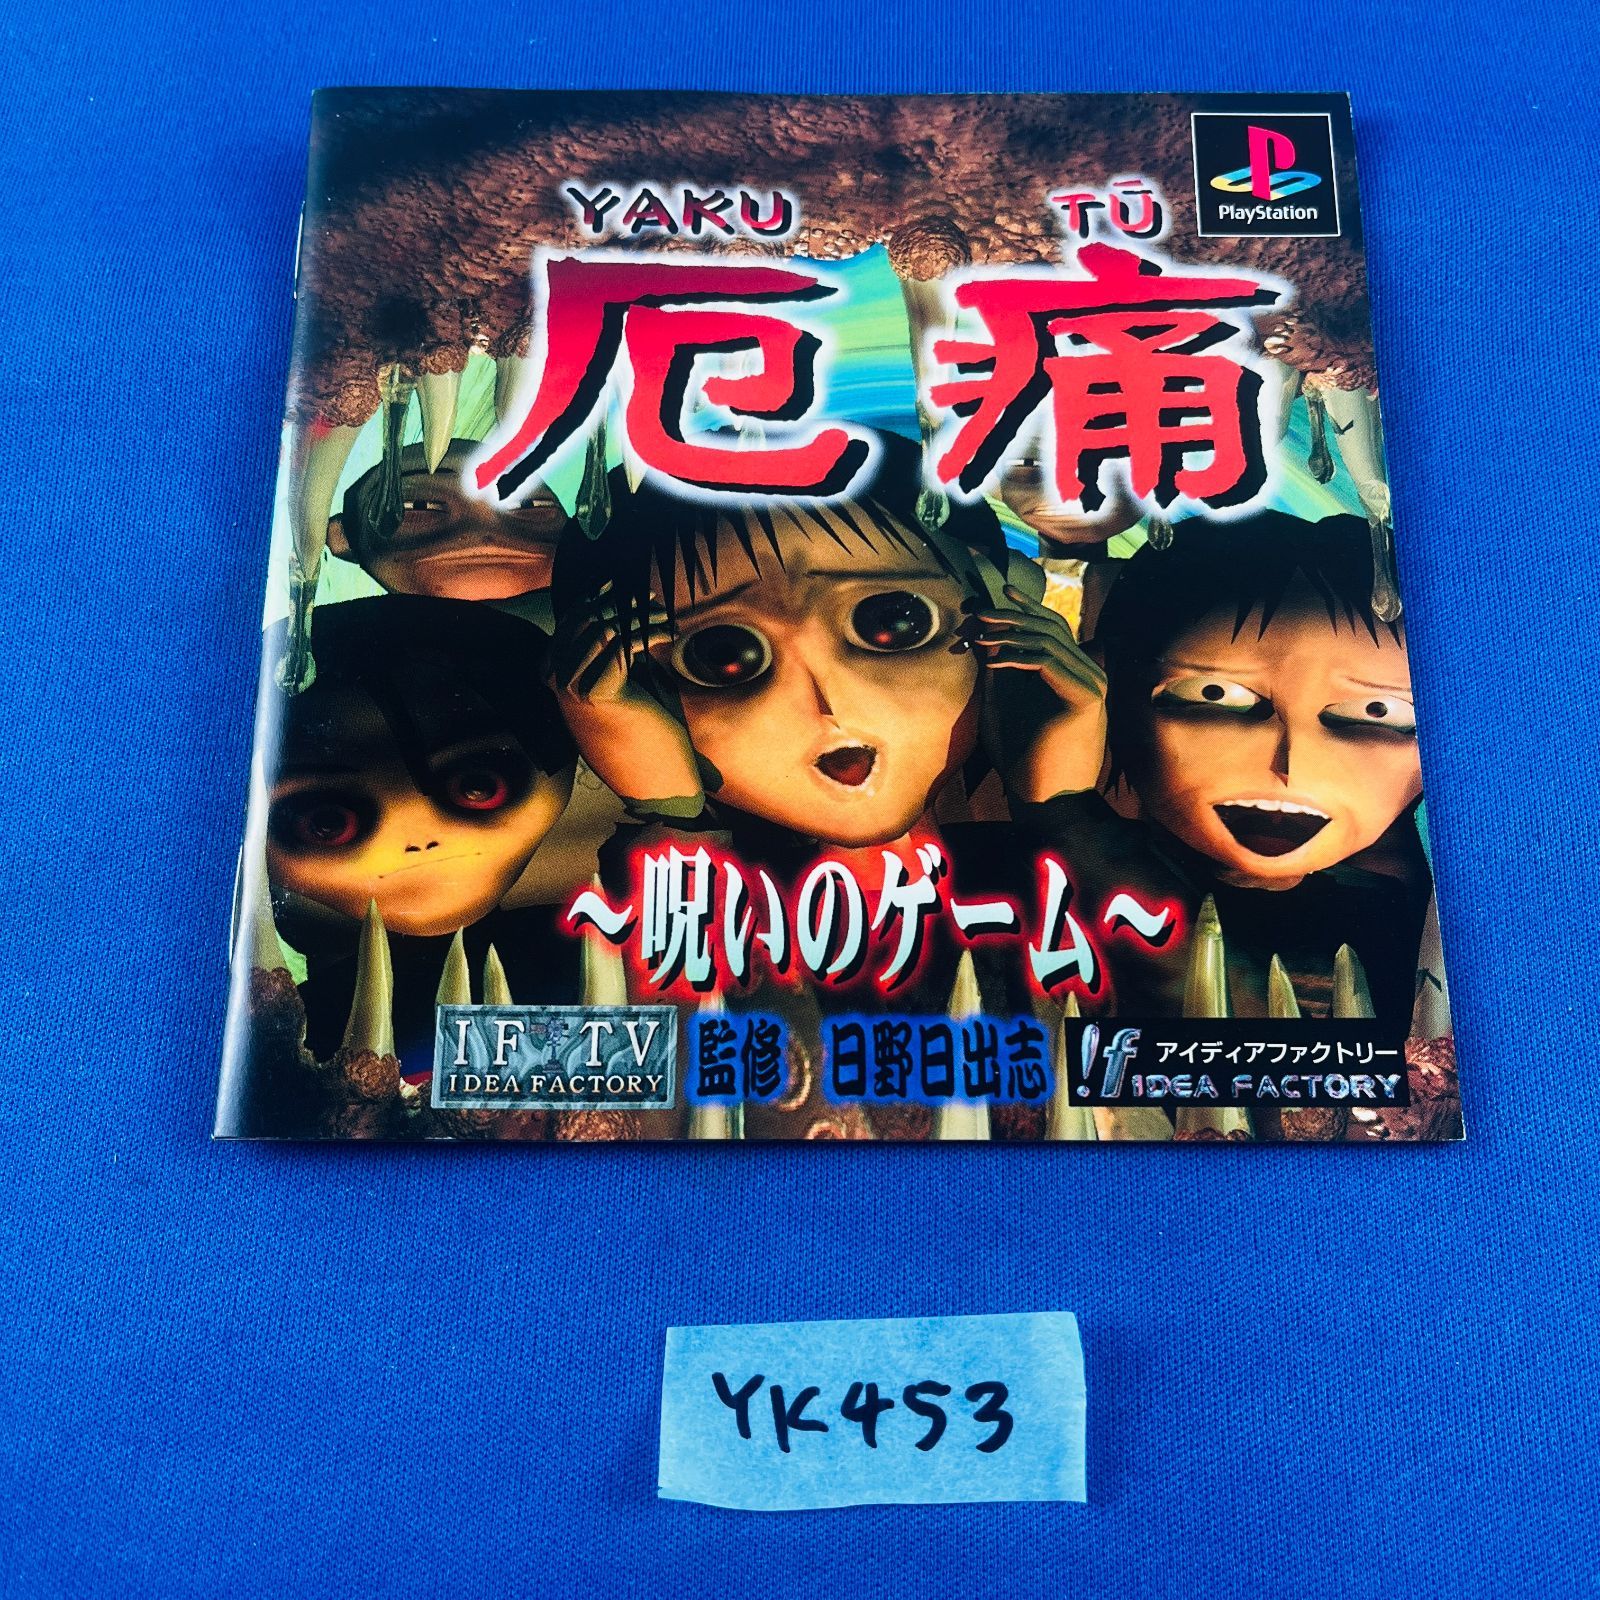 PlayStation
YAKU TŪ
厄痛
～呪いのゲーム～
IF TV
IDEA FACTORY
監修 日野日出志
!f アイディアファクトリー
IDEA FACTORY
YK453